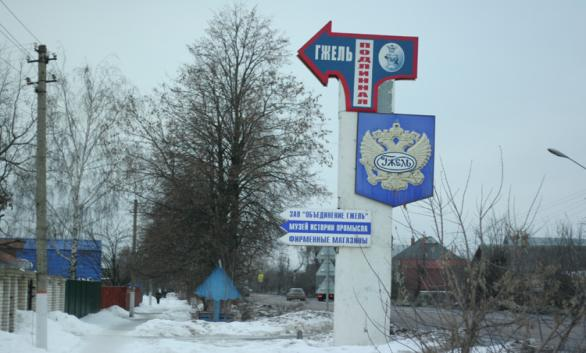 ГЖЕЛЬ
ПОДЛИННАЯ
Гжель
ЗАО "ОБЪЕДИНЕНИЕ ГЖЕЛЬ"
МУЗЕЙ ИСТОРИИ ПРОМЫСЛА
ФИРМЕННЫЕ МАГАЗИНЫ